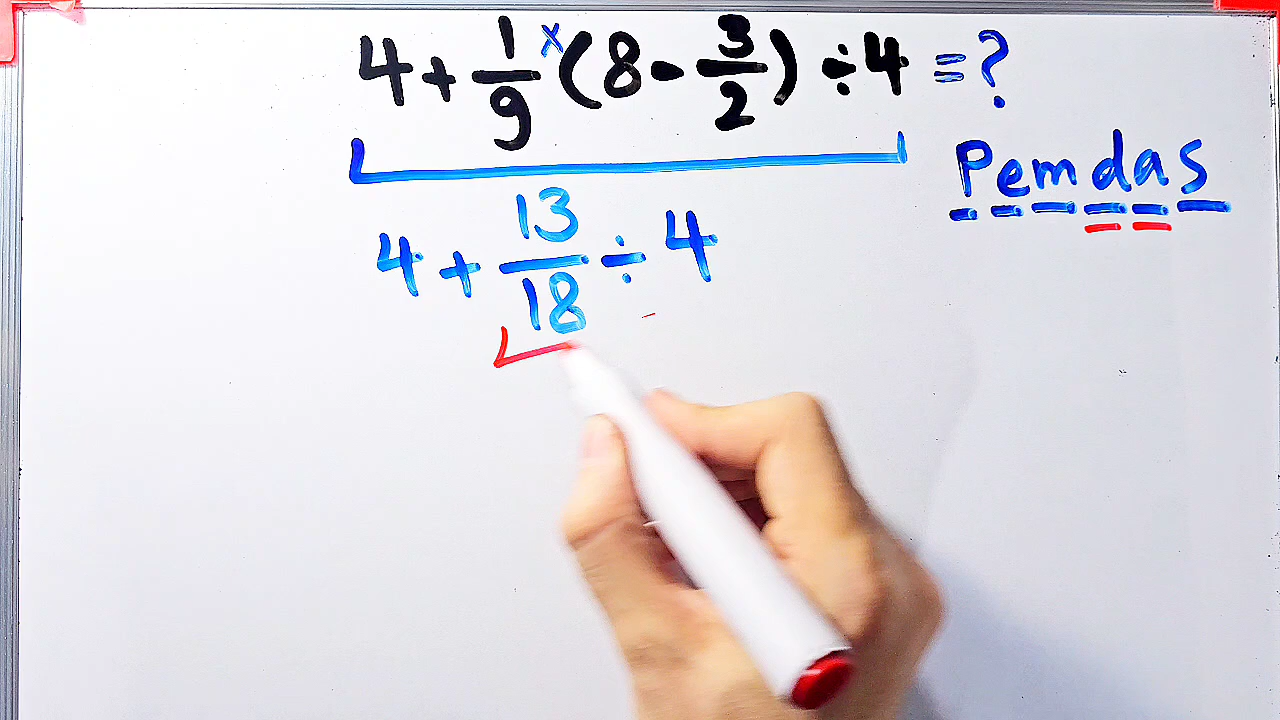 4 + 1/9 x (8 - 3/2) ÷ 4 = ?
Pemdas
4 + 13/18 ÷ 4